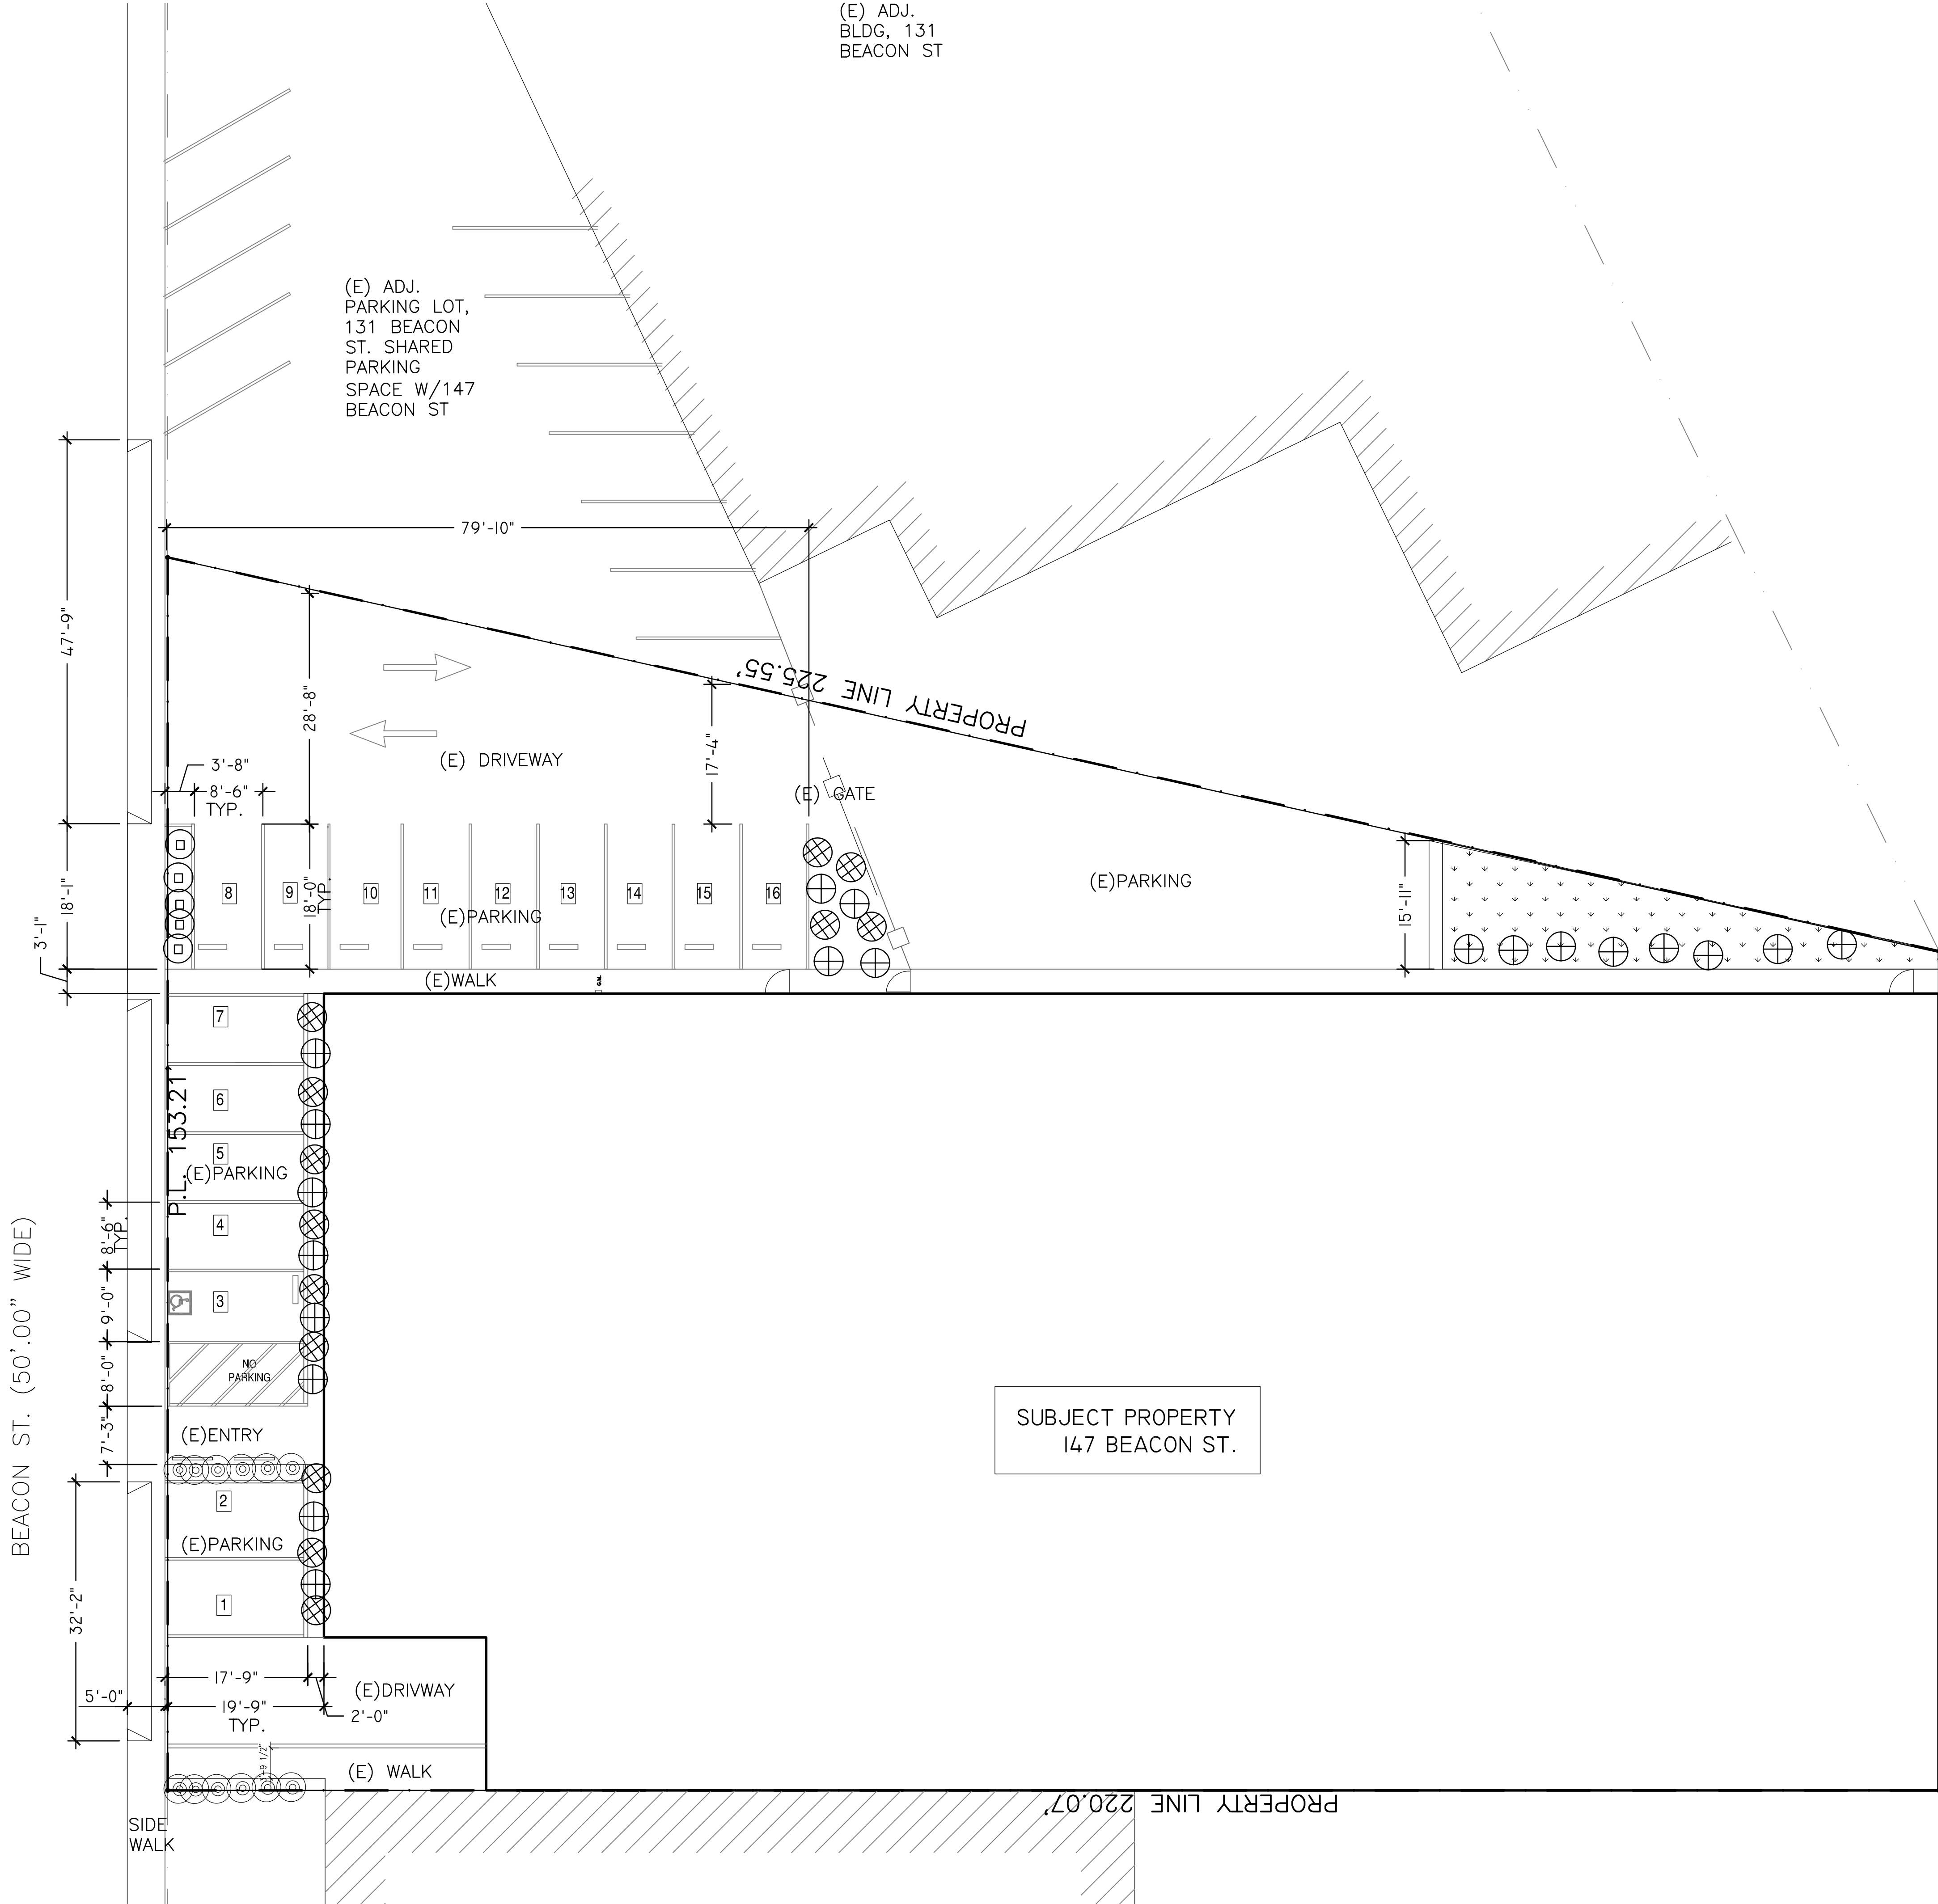 (E) ADJ.
BLDG, 131
BEACON ST
(E) ADJ.
PARKING LOT,
131 BEACON
ST. SHARED
PARKING
SPACE W/147
BEACON ST
79'-10"
47'-9"
28'-8"
PROPERTY LINE 225.55'
17'-4"
(E) DRIVEWAY
3'-8"
8'-6"
TYP.
(E) GATE
18'-1"
3'-1"
8
9
18'-0"
TYP.
10
11
12
13
14
15
16
(E)PARKING
(E)PARKING
15'-11"
(E)WALK
G.M.
7
6
5
P.L. 153.21'
(E)PARKING
4
8'-6"
TYP.
3
9'-0"
NO
PARKING
8'-0"
7'-3"
(E)ENTRY
BEACON ST. (50'.00" WIDE)
SUBJECT PROPERTY
147 BEACON ST.
2
(E)PARKING
1
32'-2"
17'-9"
5'-0"
19'-9"
TYP.
2'-0"
(E)DRIVWAY
(E) WALK
PROPERTY LINE 220.07'
SIDE
WALK